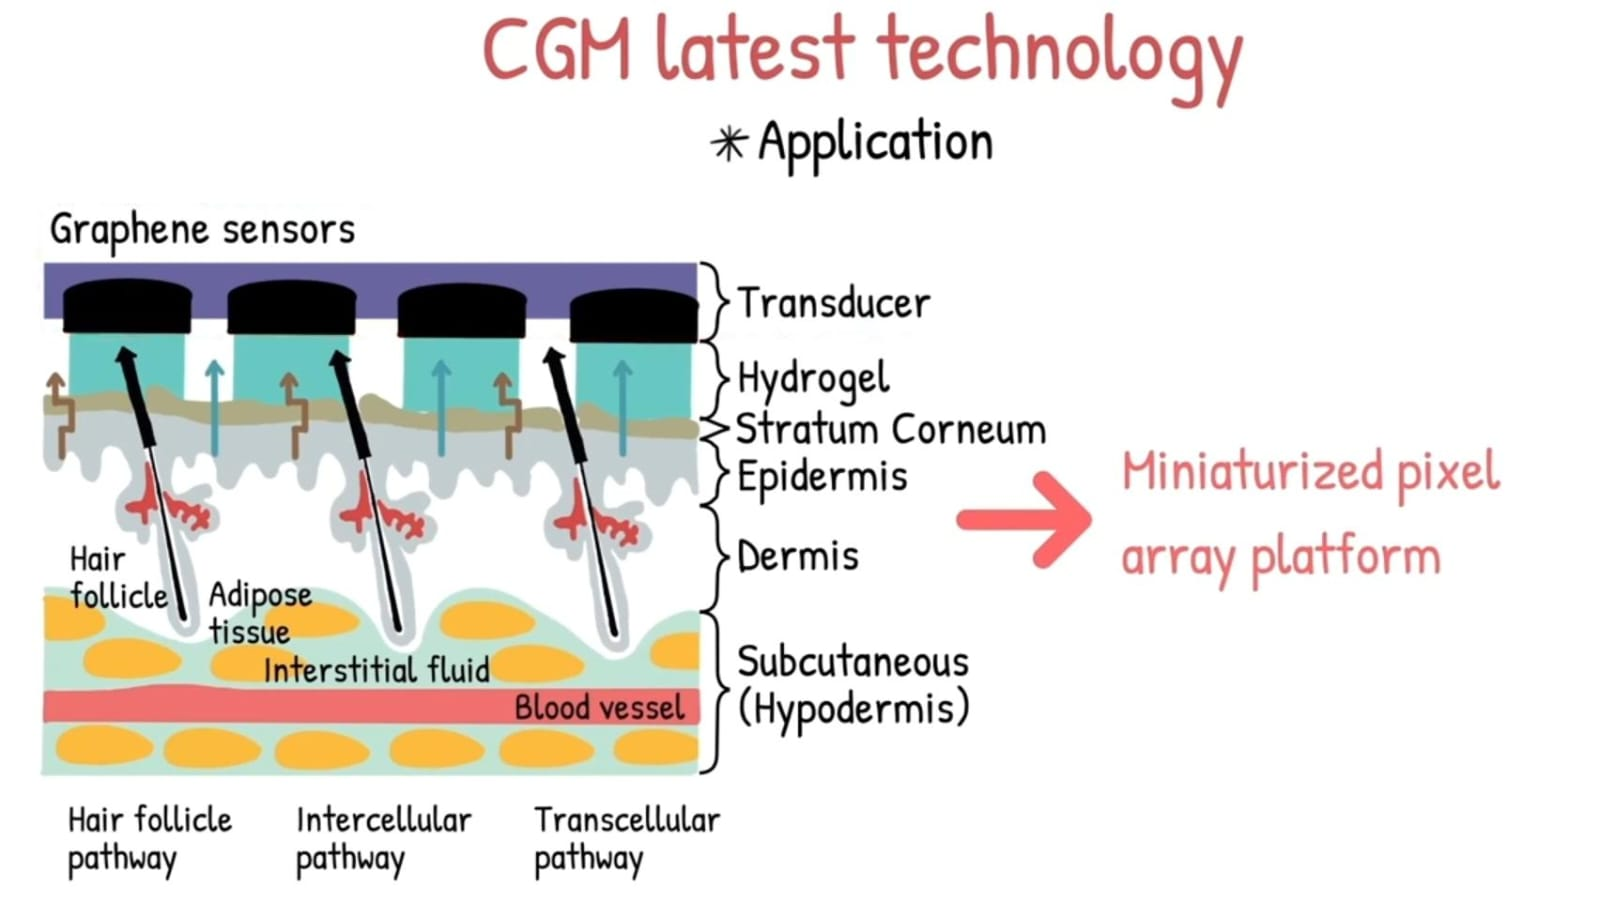 CGM latest technology
* Application
Graphene sensors
Transducer
Hydrogel
Stratum Corneum
Epidermis
Dermis
Subcutaneous
(Hypodermis)
Hair
follicle
Adipose
tissue
Interstitial fluid
Blood vessel
Hair follicle
pathway
Intercellular
pathway
Transcellular
pathway
Miniaturized pixel
array platform